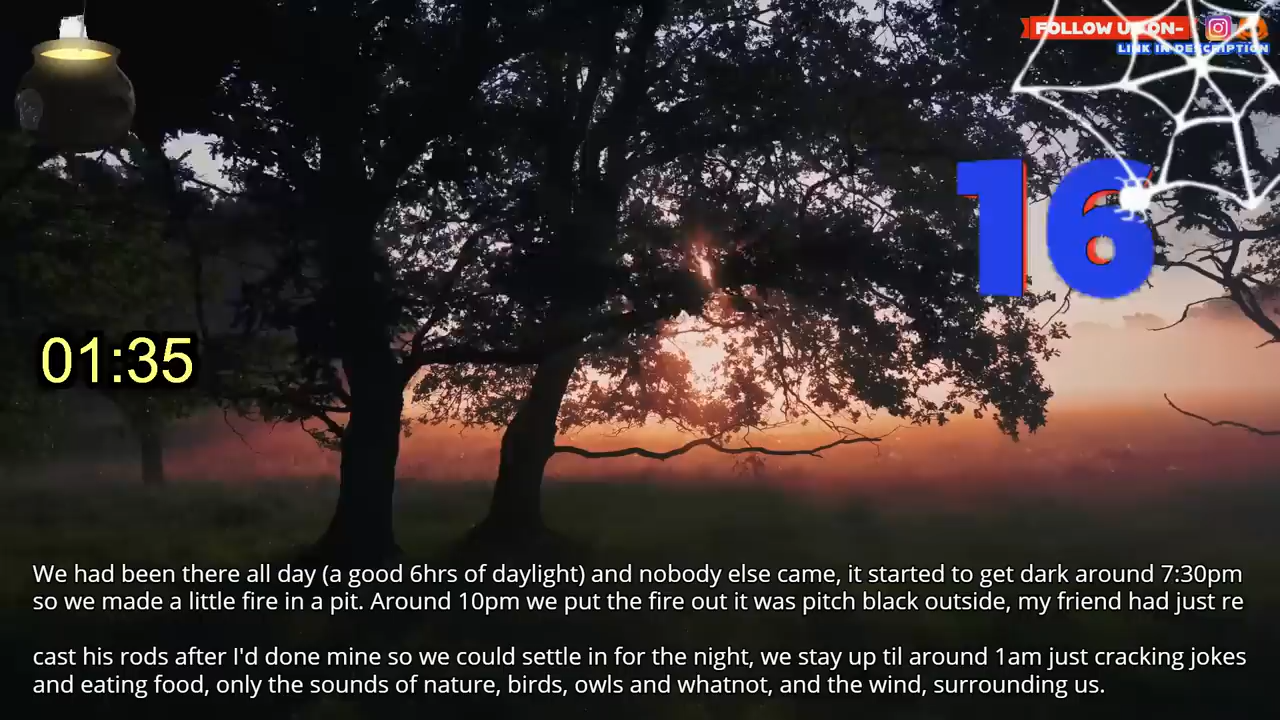 FOLLOW US ON-
LINK IN DESCRIPTION
16
01:35
We had been there all day (a good 6hrs of daylight) and nobody else came, it started to get dark around 7:30pm
so we made a little fire in a pit. Around 10pm we put the fire out it was pitch black outside, my friend had just re
cast his rods after I'd done mine so we could settle in for the night, we stay up til around 1am just cracking jokes
and eating food, only the sounds of nature, birds, owls and whatnot, and the wind, surrounding us.